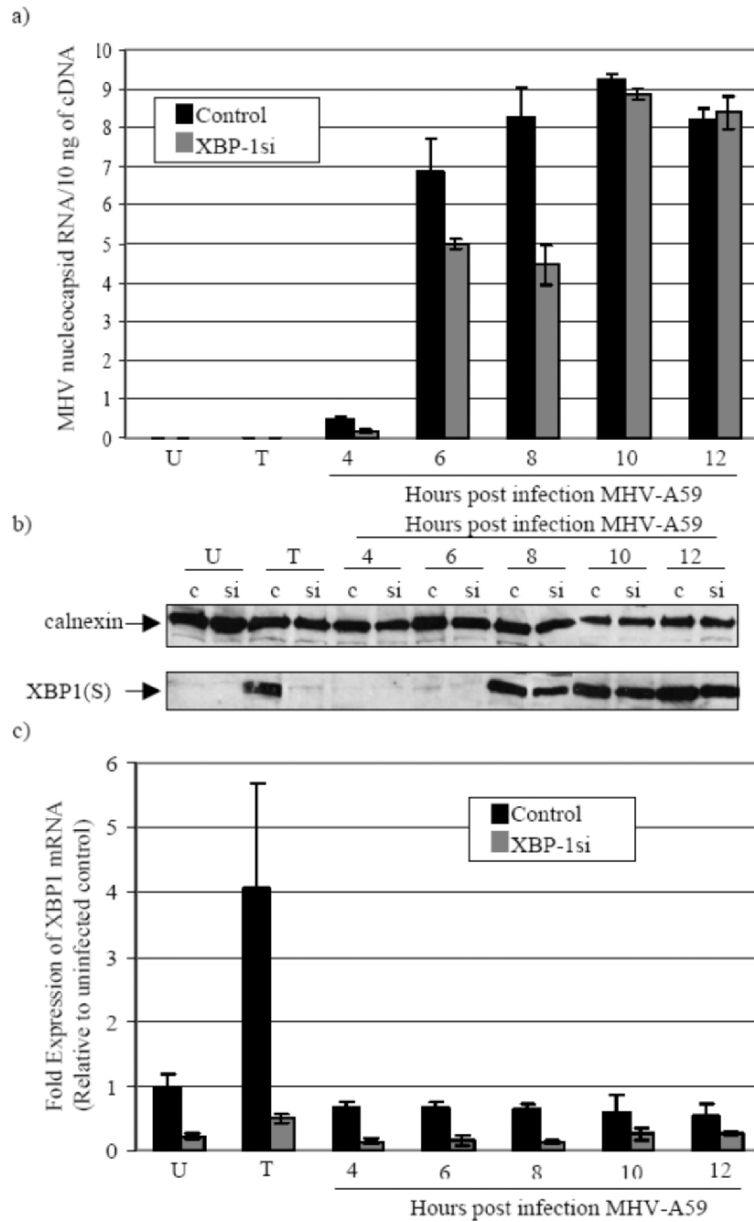 a)
MHV nucleocapsid RNA/10 ng of cDNA
10
9
8
7
6
5
4
3
2
1
0
Control
XBP-1si
U T 4 6 8 10 12
Hours post infection MHV-A59
b)
Hours post infection MHV-A59
U T 4 6 8 10 12
c si c si c si c si c si c si c si
calnexin
XBP1(S)
c)
Fold Expression of XBP1 mRNA
(Relative to uninfected control)
6
5
4
3
2
1
0
Control
XBP-1si
U T 4 6 8 10 12
Hours post infection MHV-A59